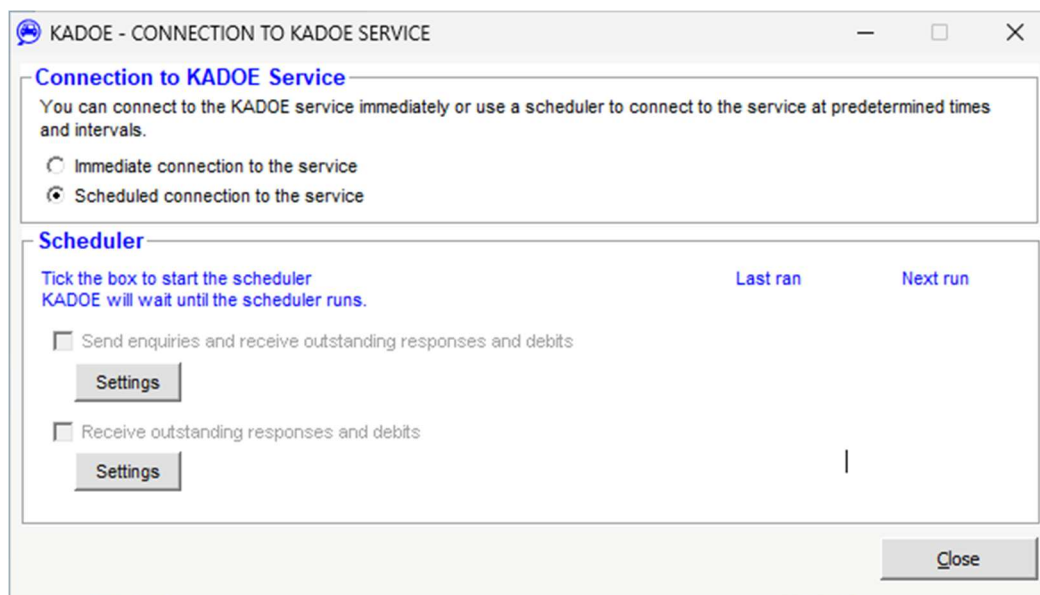 KADOE - CONNECTION TO KADOE SERVICE
Connection to KADOE Service
You can connect to the KADOE service immediately or use a scheduler to connect to the service at predetermined times
and intervals.
Immediate connection to the service
Scheduled connection to the service
Scheduler
Tick the box to start the scheduler Last ran Next run
KADOE will wait until the scheduler runs.
Send enquiries and receive outstanding responses and debits
Settings
Receive outstanding responses and debits
Settings
Close